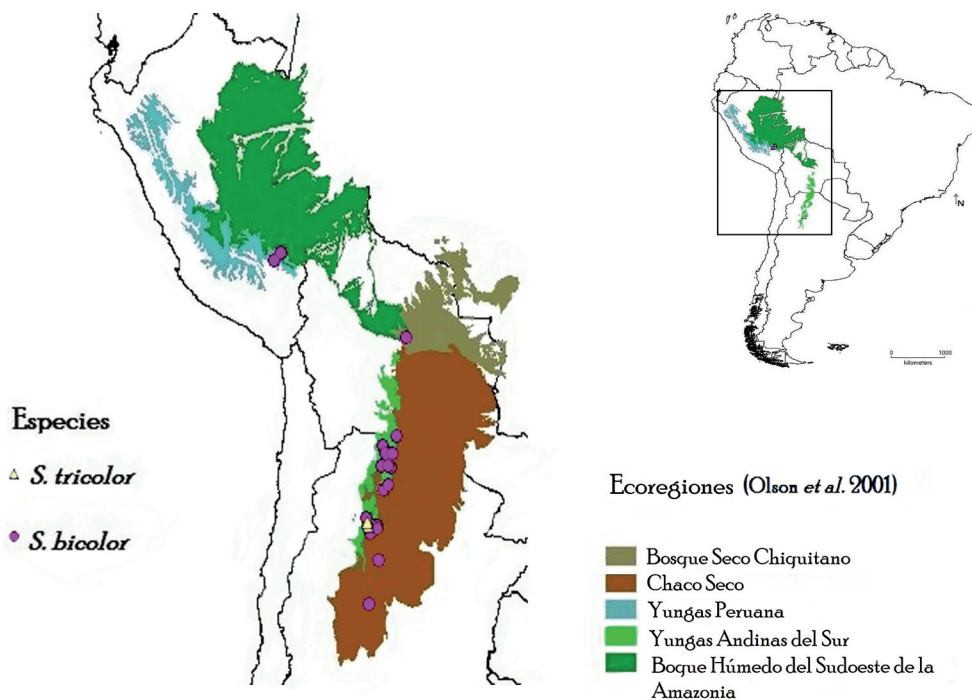 N
0 1000
kilometers
Especies
S. tricolor
S. bicolor
Ecoregiones (Olson et al. 2001)
Bosque Seco Chiquitano
Chaco Seco
Yungas Peruana
Yungas Andinas del Sur
Boque Húmedo del Sudoeste de la
Amazonia